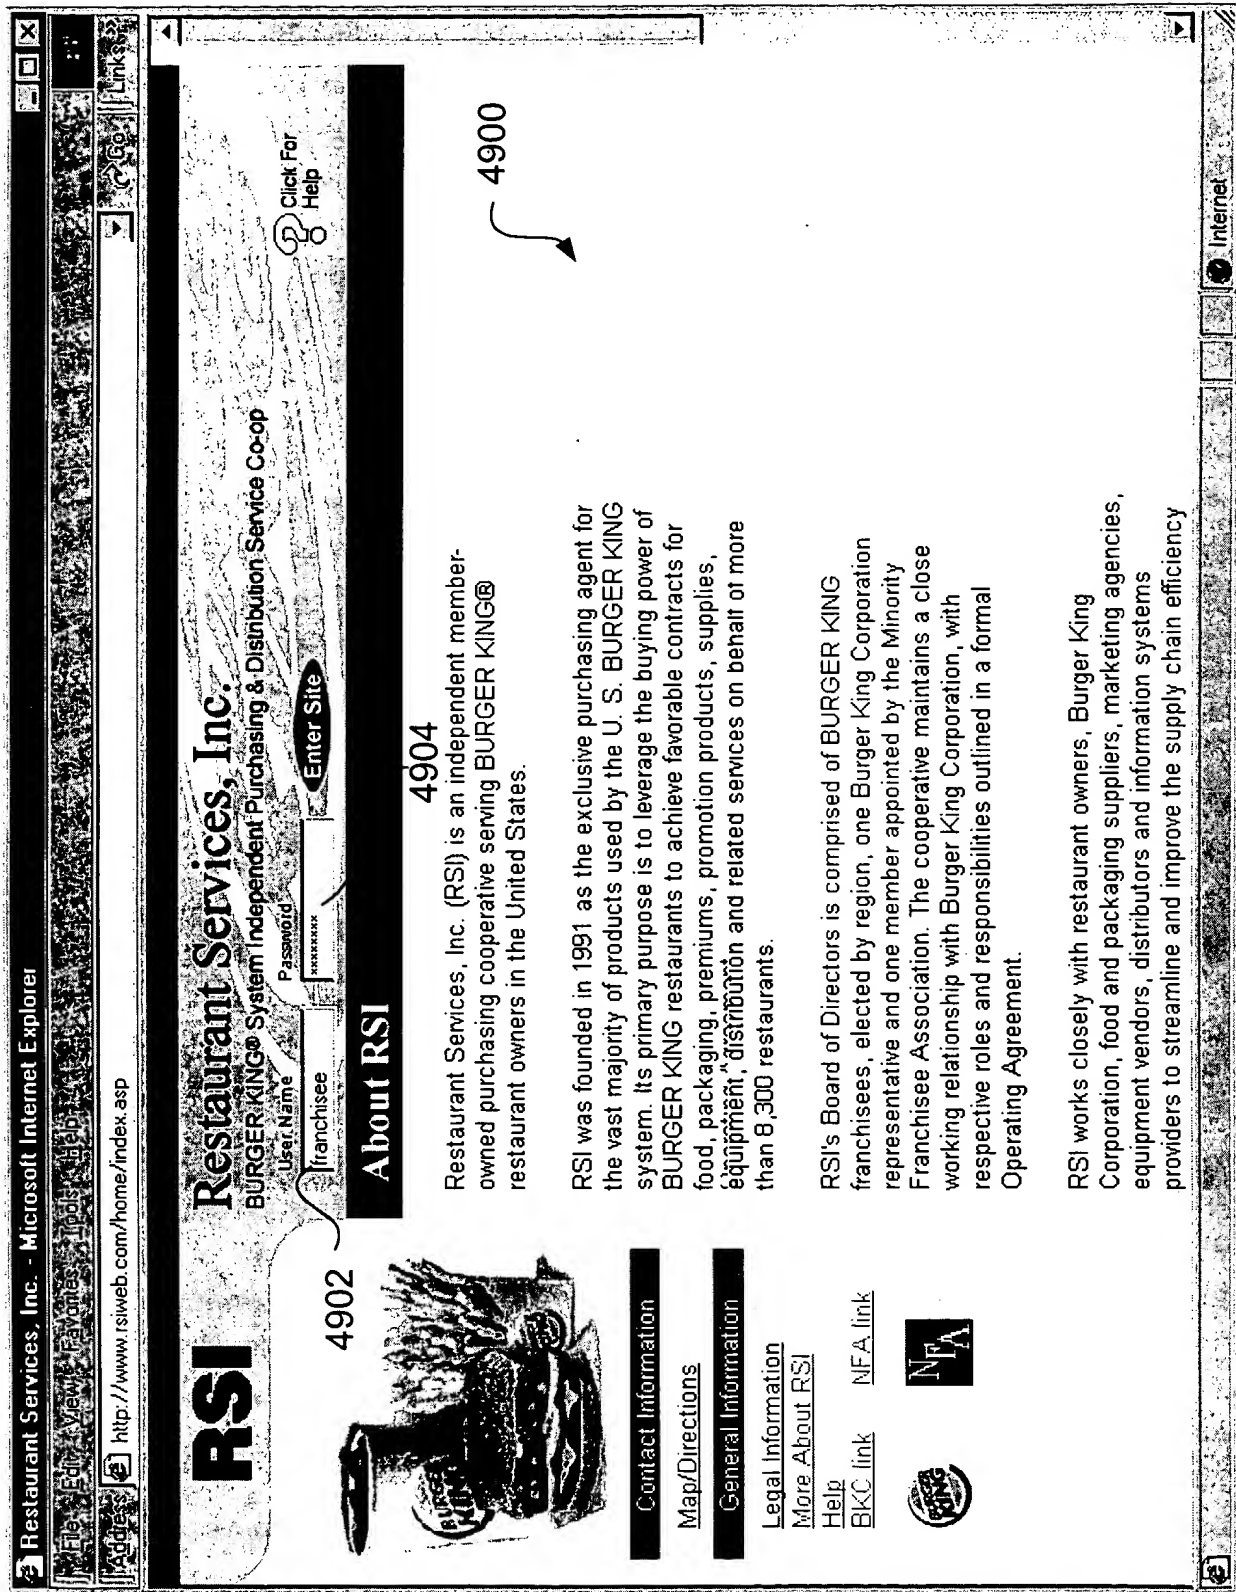 Restaurant Services, Inc. - Microsoft Internet Explorer
File Edit View Favorites Tools Help
Address http://www.rsiweb.com/home/index.asp Go Links »
RSI
Restaurant Services, Inc.
BURGER KING® System Independent Purchasing & Distribution Service Co-op
User Name Password
franchisee xxxxxxxxx Enter Site
Click For
Help
4902
4904
4900
About RSI
Restaurant Services, Inc. (RSI) is an independent member-
owned purchasing cooperative serving BURGER KING®
restaurant owners in the United States.
RSI was founded in 1991 as the exclusive purchasing agent for
the vast majority of products used by the U. S. BURGER KING
system. Its primary purpose is to leverage the buying power of
BURGER KING restaurants to achieve favorable contracts for
food, packaging, premiums, promotion products, supplies,
equipment, distribution and related services on behalf of more
than 8,300 restaurants.
RSI's Board of Directors is comprised of BURGER KING
franchisees, elected by region, one Burger King Corporation
representative and one member appointed by the Minority
Franchisee Association. The cooperative maintains a close
working relationship with Burger King Corporation, with
respective roles and responsibilities outlined in a formal
Operating Agreement.
RSI works closely with restaurant owners, Burger King
Corporation, food and packaging suppliers, marketing agencies,
equipment vendors, distributors and information systems
providers to streamline and improve the supply chain efficiency
BURGER
KING
Contact Information
Map/Directions
General Information
Legal Information
More About RSI
Help
BKC link NFA link
BURGER
KING
NFA
Internet